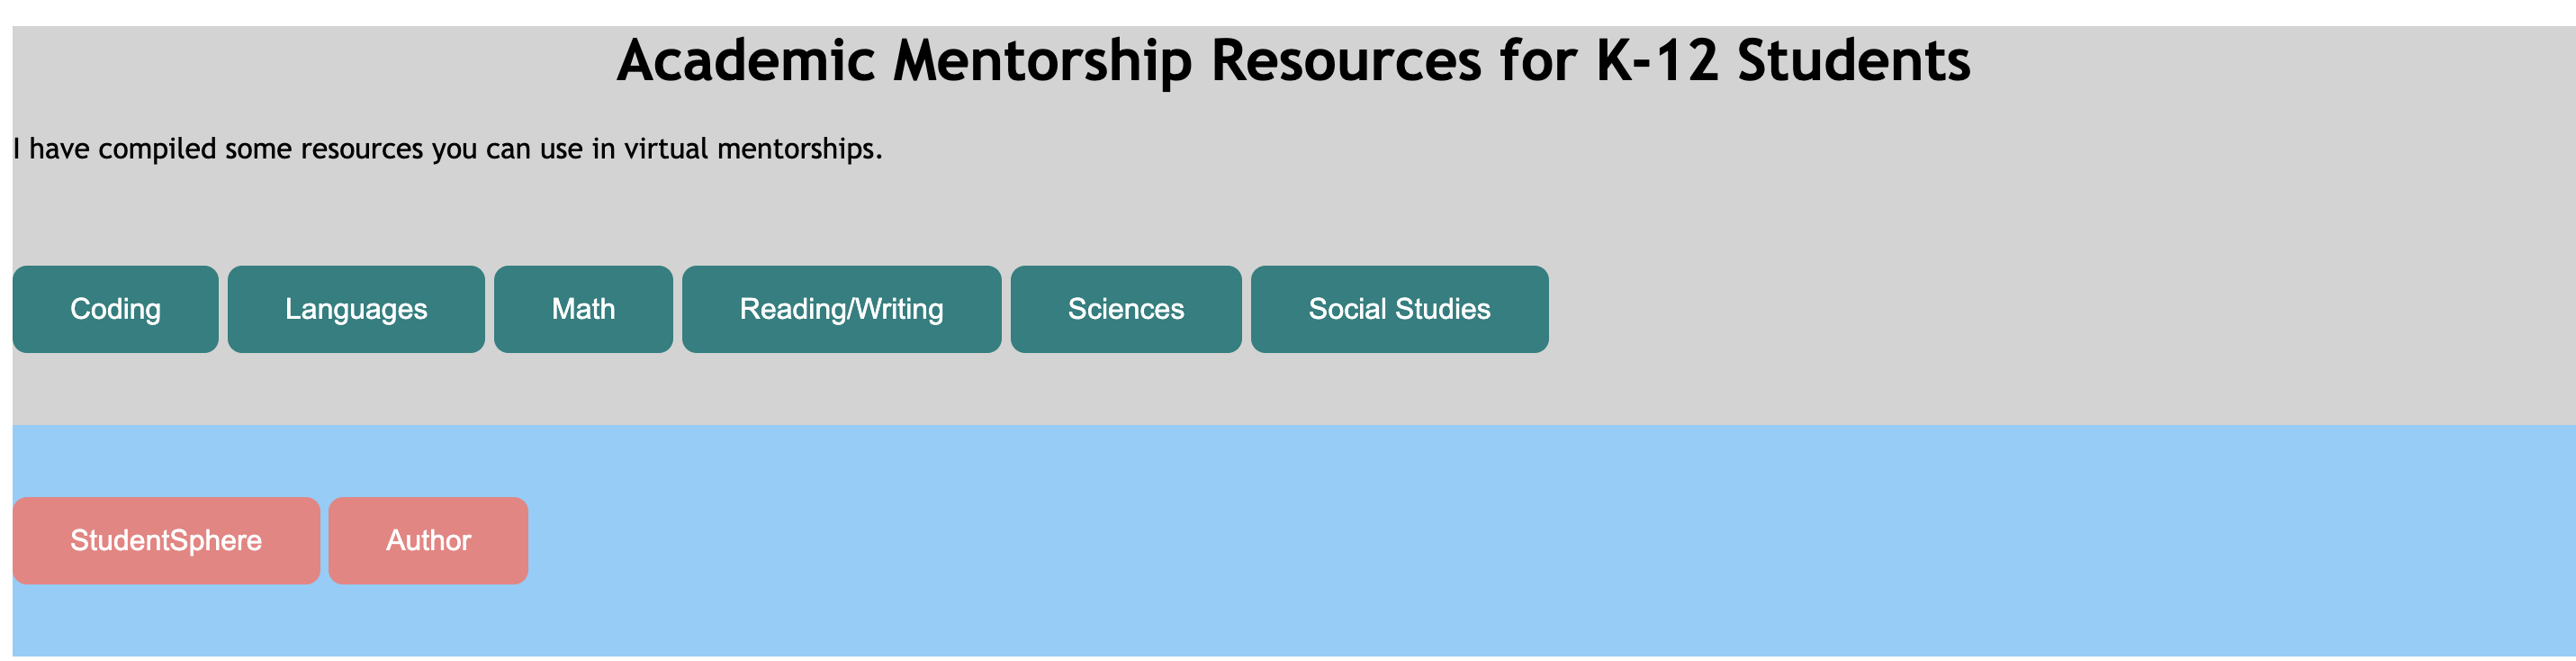 Academic Mentorship Resources for K-12 Students
I have compiled some resources you can use in virtual mentorships.
Coding Languages Math Reading/Writing Sciences Social Studies
StudentSphere Author